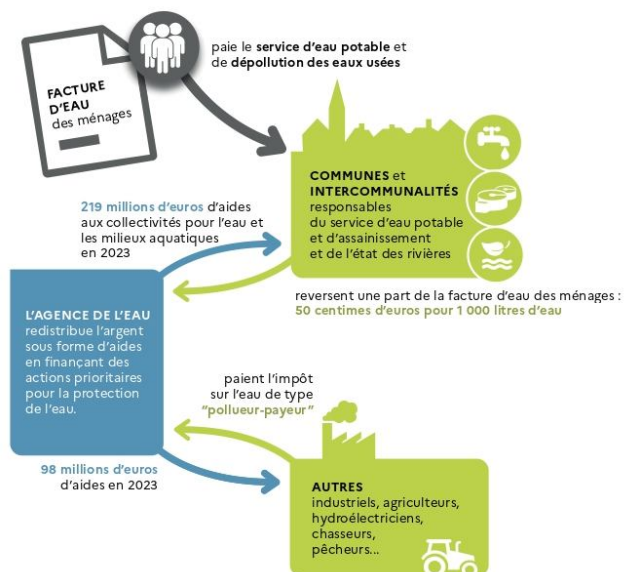 FACTURE
D'EAU
des ménages
paie le service d'eau potable et
de dépollution des eaux usées
COMMUNES et
INTERCOMMUNALITÉS
responsables
du service d'eau potable
et d'assainissement
et de l'état des rivières
219 millions d'euros d'aides
aux collectivités pour l'eau et
les milieux aquatiques
en 2023
reversent une part de la facture d'eau des ménages :
50 centimes d'euros pour 1 000 litres d'eau
L'AGENCE DE L'EAU
redistribue l'argent
sous forme d'aides
en finançant des
actions prioritaires
pour la protection
de l'eau.
paient l'impôt
sur l'eau de type
"pollueur-payeur"
98 millions d'euros
d'aides en 2023
AUTRES
industriels, agriculteurs,
hydroélectriciens,
chasseurs,
pêcheurs...